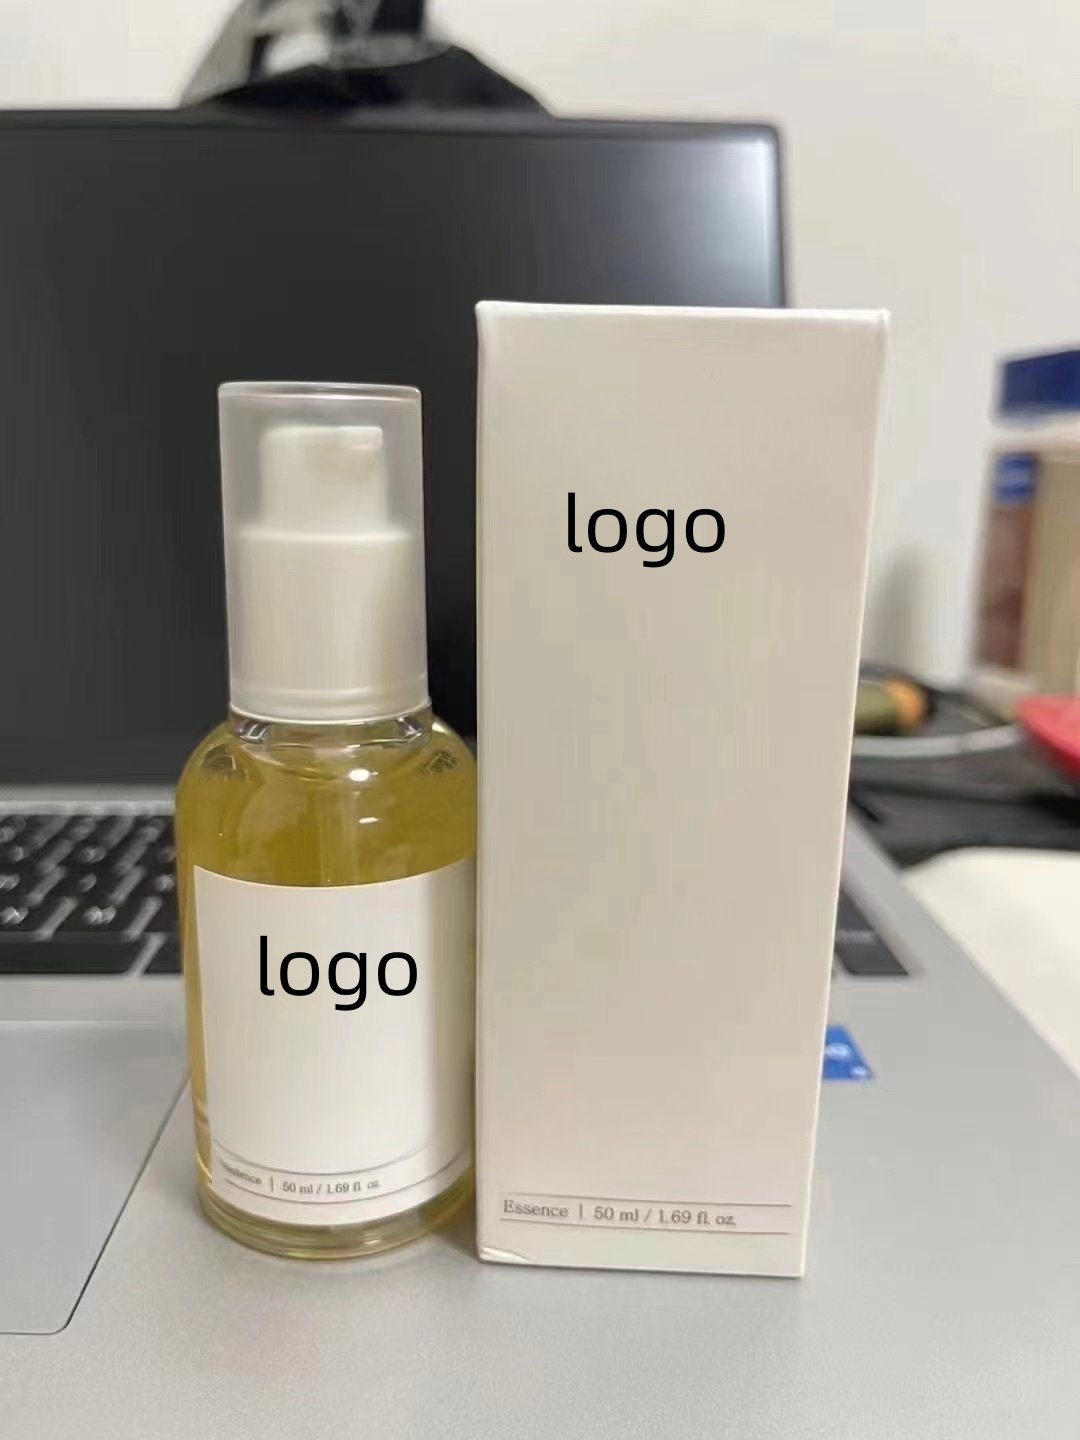 logo
logo
50 ml / 1.69 fl oz.
Essence | 50 ml / 1.69 fl. oz.